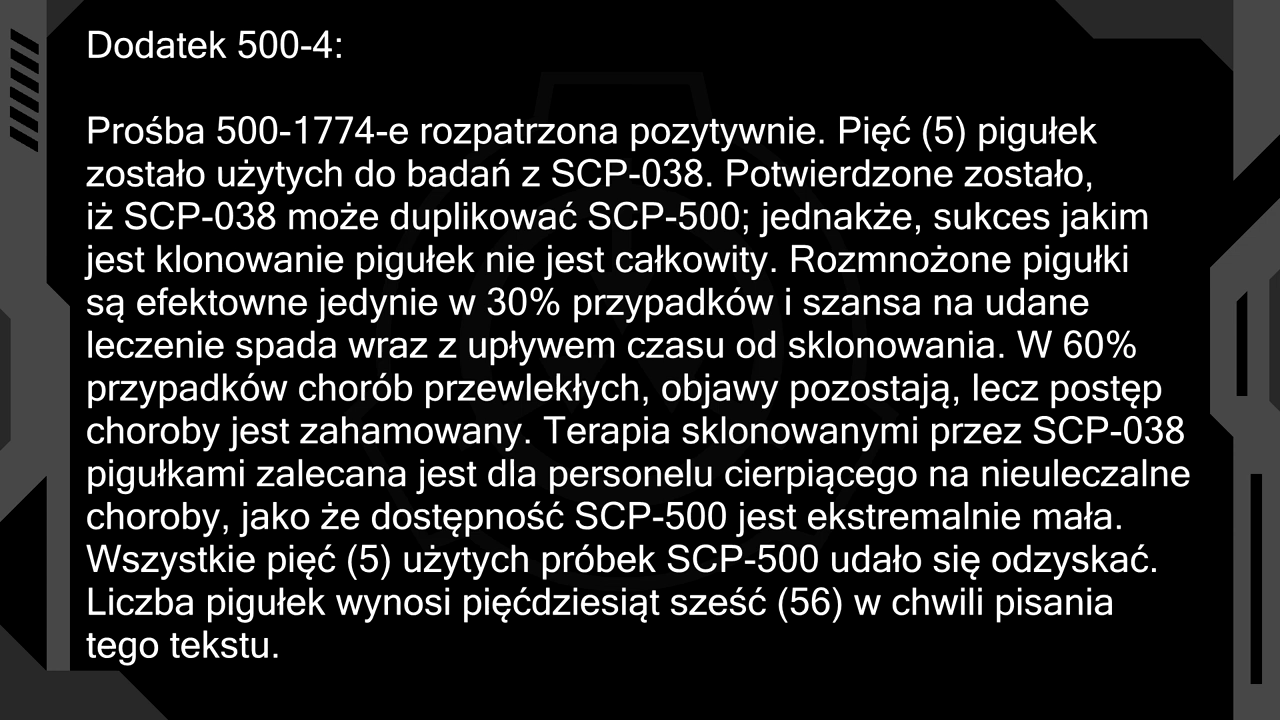 Dodatek 500-4:
Prośba 500-1774-e rozpatrzona pozytywnie. Pięć (5) pigułek
zostało użytych do badań z SCP-038. Potwierdzone zostało,
iż SCP-038 może duplikować SCP-500; jednakże, sukces jakim
jest klonowanie pigułek nie jest całkowity. Rozmnożone pigułki
są efektowne jedynie w 30% przypadków i szansa na udane
leczenie spada wraz z upływem czasu od sklonowania. W 60%
przypadków chorób przewlekłych, objawy pozostają, lecz postęp
choroby jest zahamowany. Terapia sklonowanymi przez SCP-038
pigułkami zalecana jest dla personelu cierpiącego na nieuleczalne
choroby, jako że dostępność SCP-500 jest ekstremalnie mała.
Wszystkie pięć (5) użytych próbek SCP-500 udało się odzyskać.
Liczba pigułek wynosi pięćdziesiąt sześć (56) w chwili pisania
tego tekstu.